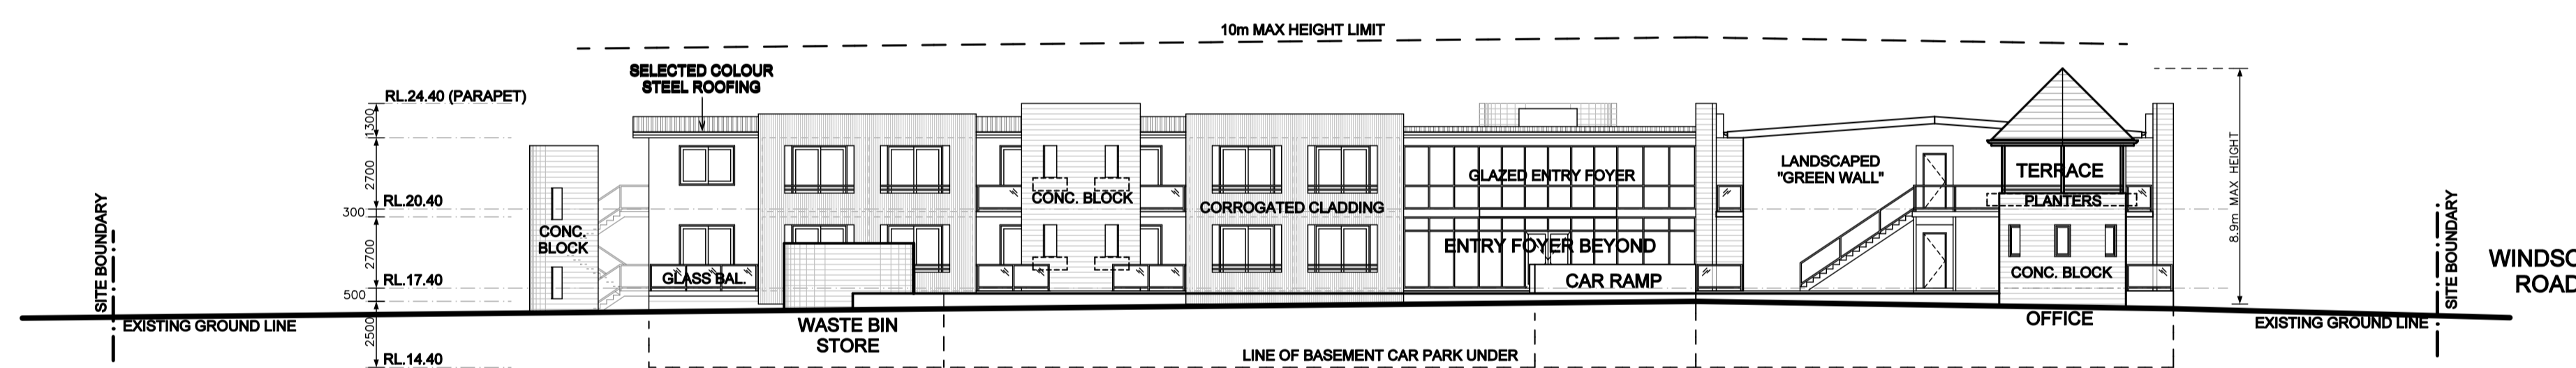 10m MAX HEIGHT LIMIT
SELECTED COLOUR
STEEL ROOFING
RL.24.40 (PARAPET)
1300
2700
RL.20.40
300
2700
RL.17.40
500
2500
RL.14.40
SITE BOUNDARY
EXISTING GROUND LINE
CONC.
BLOCK
GLASS BAL.
WASTE BIN
STORE
CONC. BLOCK
CORROGATED CLADDING
GLAZED ENTRY FOYER
ENTRY FOYER BEYOND
CAR RAMP
LINE OF BASEMENT CAR PARK UNDER
LANDSCAPED
"GREEN WALL"
TERRACE
PLANTERS
CONC. BLOCK
OFFICE
8.9m MAX HEIGHT
EXISTING GROUND LINE
SITE BOUNDARY
WINDSC
ROAD